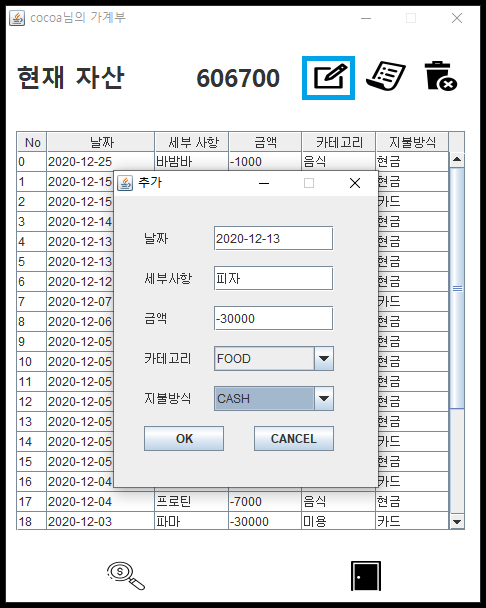 cocoa님의 가계부
현재 자산 606700
No 날짜 세부 사항 금액 카테고리 지불방식
0 2020-12-25 바밤바 -1000 음식 현금
1 2020-12-15 현금
2 2020-12-15 카드
3 2020-12-14 현금
4 2020-12-13 현금
5 2020-12-13 현금
6 2020-12-12 현금
7 2020-12-07 카드
8 2020-12-06 현금
9 2020-12-05 현금
10 2020-12-05 현금
11 2020-12-05 현금
12 2020-12-05 현금
13 2020-12-05 현금
14 2020-12-05 카드
15 2020-12-05 현금
16 2020-12-04 카드
17 2020-12-04 프로틴 -7000 음식 현금
18 2020-12-03 파마 -30000 미용 카드
추가
날짜 2020-12-13
세부사항 피자
금액 -30000
카테고리 FOOD
지불방식 CASH
OK CANCEL